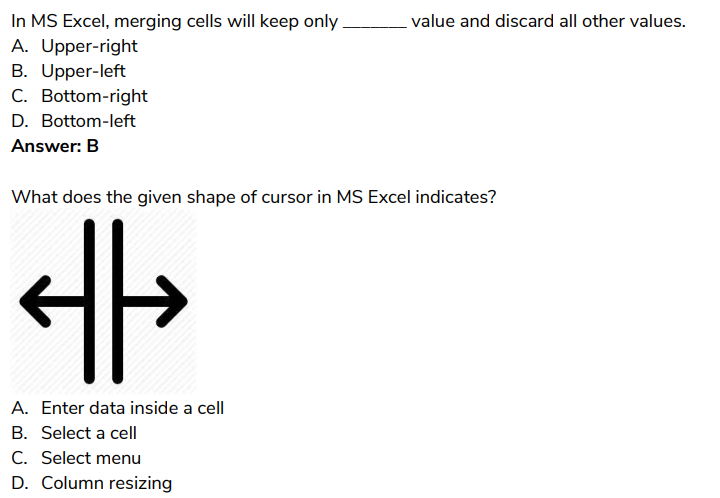 In MS Excel, merging cells will keep only _______ value and discard all other values.
A. Upper-right
B. Upper-left
C. Bottom-right
D. Bottom-left
Answer: B
What does the given shape of cursor in MS Excel indicates?
A. Enter data inside a cell
B. Select a cell
C. Select menu
D. Column resizing